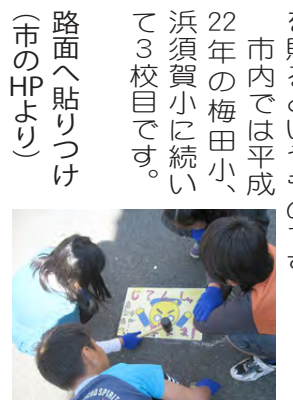 市内では平成
22年の梅田小、
浜須賀小に続い
て3校目です。
路面へ貼りつけ
(市のHPより)